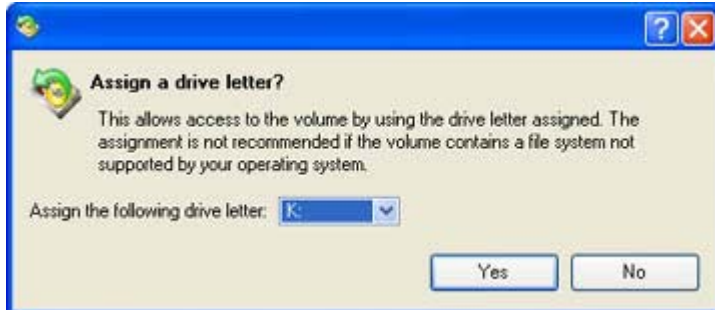 Assign a drive letter?
This allows access to the volume by using the drive letter assigned. The
assignment is not recommended if the volume contains a file system not
supported by your operating system.
Assign the following drive letter: K:
Yes No